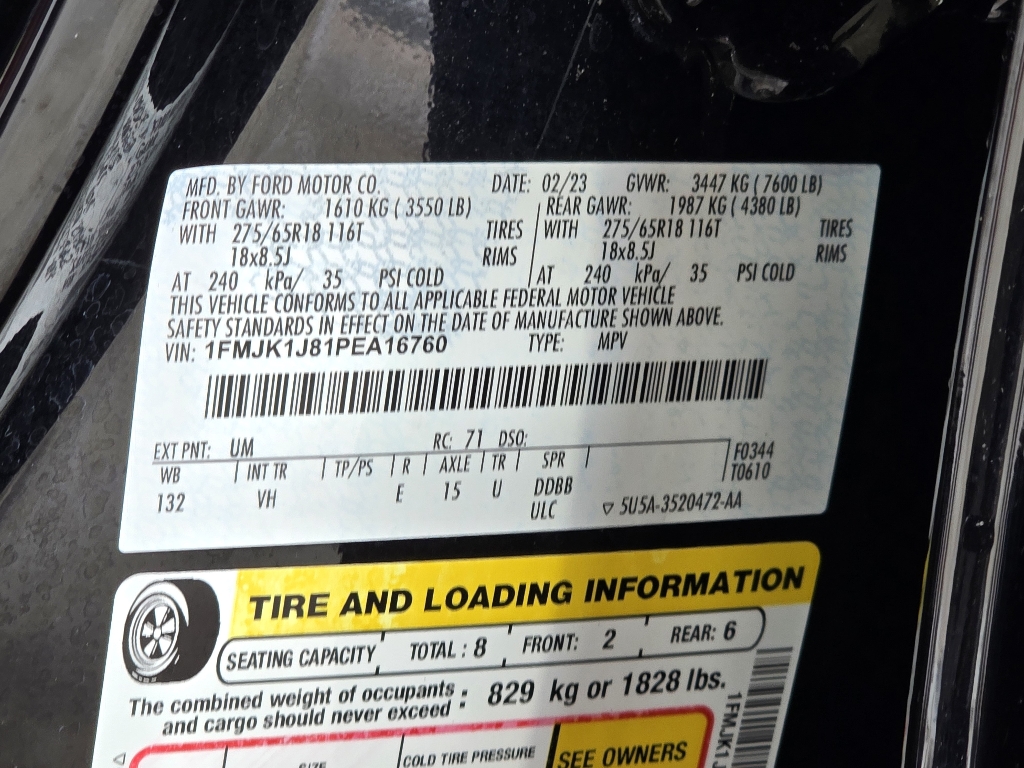 MFD. BY FORD MOTOR CO. DATE: 02/23 GVWR: 3447 KG ( 7600 LB)
FRONT GAWR: 1610 KG ( 3550 LB) REAR GAWR: 1987 KG ( 4380 LB)
WITH 275/65R18 116T TIRES WITH 275/65R18 116T TIRES
18x8.5J RIMS 18x8.5J RIMS
AT 240 kPa/ 35 PSI COLD AT 240 kPa/ 35 PSI COLD
THIS VEHICLE CONFORMS TO ALL APPLICABLE FEDERAL MOTOR VEHICLE
SAFETY STANDARDS IN EFFECT ON THE DATE OF MANUFACTURE SHOWN ABOVE.
VIN: 1FMJK1J81PEA16760 TYPE: MPV
EXT PNT: UM RC: 71 DSO:
WB INT TR TP/PS R AXLE TR SPR F0344
T0610
132 VH E 15 U DDBB
ULC 5U5A-3520472-AA
TIRE AND LOADING INFORMATION
SEATING CAPACITY TOTAL : 8 FRONT: 2 REAR: 6
The combined weight of occupants : 829 kg or 1828 lbs.
and cargo should never exceed :
SIZE COLD TIRE PRESSURE SEE OWNERS
1FMJK1J